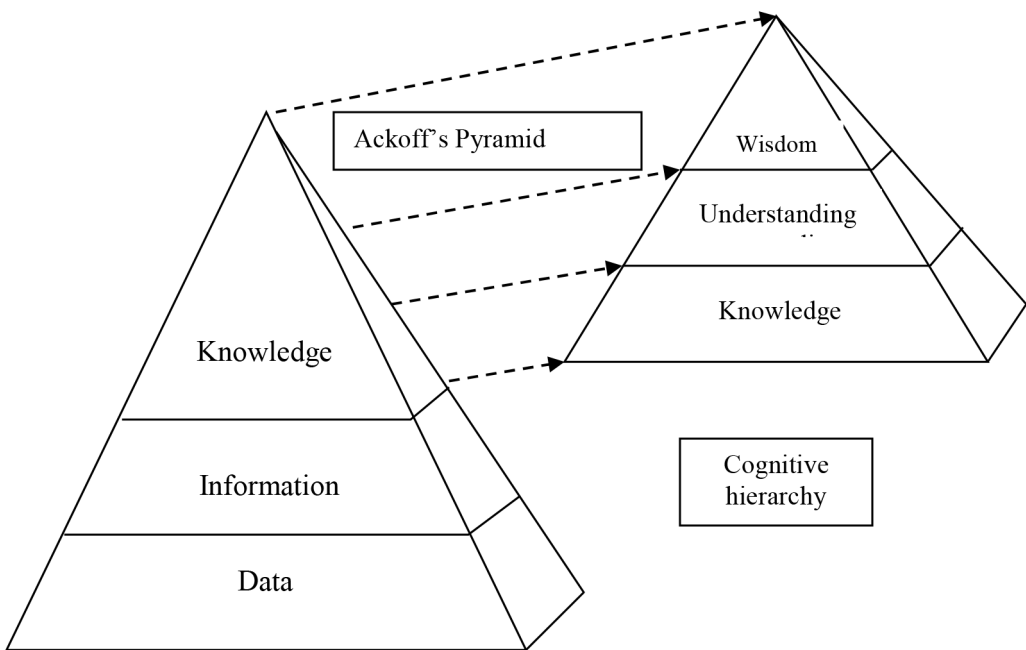 Ackoff's Pyramid
Wisdom
Understanding
Knowledge
Knowledge
Information
Data
Cognitive
hierarchy